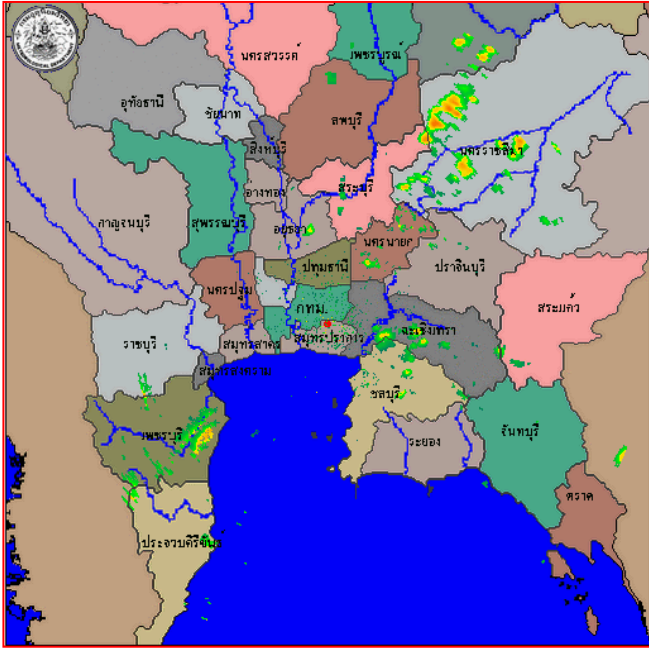 นครสวรรค์
เพชรบูรณ์
อุทัยธานี
ชัยนาท
ลพบุรี
สิงห์บุรี
นครราชสีมา
สระบุรี
อ่างทอง
กาญจนบุรี
สุพรรณบุรี
อยุธยา
นครนายก
ปทุมธานี
ปราจีนบุรี
นครปฐม
กทม.
สระแก้ว
ราชบุรี
สมุทรสาคร
สมุทรปราการ
ฉะเชิงเทรา
สมุทรสงคราม
ชลบุรี
เพชรบุรี
ระยอง
จันทบุรี
ตราด
ประจวบคีรีขันธ์